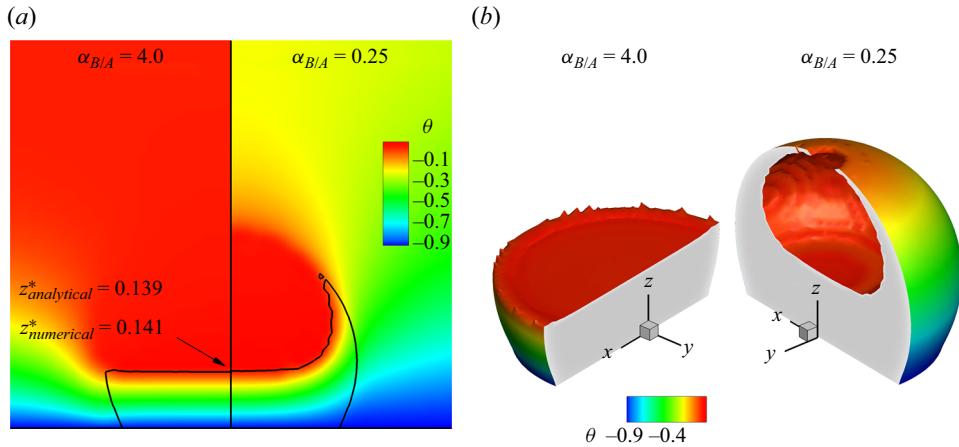 (a)
(b)
α_{B/A} = 4.0
α_{B/A} = 0.25
α_{B/A} = 4.0
α_{B/A} = 0.25
θ
–0.1
–0.3
–0.5
–0.7
–0.9
z*_{analytical} = 0.139
z*_{numerical} = 0.141
z
x
y
z
x
y
θ –0.9 –0.4